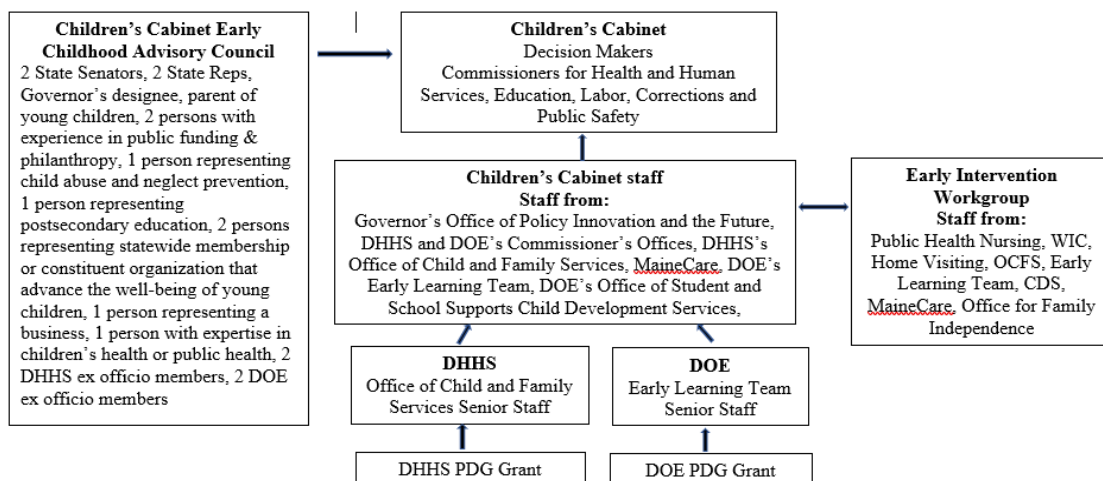 Children's Cabinet Early
Childhood Advisory Council
2 State Senators, 2 State Reps,
Governor's designee, parent of
young children, 2 persons with
experience in public funding &
philanthropy, 1 person representing
child abuse and neglect prevention,
1 person representing
postsecondary education, 2 persons
representing statewide membership
or constituent organization that
advance the well-being of young
children, 1 person representing a
business, 1 person with expertise in
children's health or public health, 2
DHHS ex officio members, 2 DOE
ex officio members
Children's Cabinet
Decision Makers
Commissioners for Health and Human
Services, Education, Labor, Corrections and
Public Safety
Children's Cabinet staff
Staff from:
Governor's Office of Policy Innovation and the Future,
DHHS and DOE's Commissioner's Offices, DHHS's
Office of Child and Family Services, MaineCare, DOE's
Early Learning Team, DOE's Office of Student and
School Supports Child Development Services,
Early Intervention
Workgroup
Staff from:
Public Health Nursing, WIC,
Home Visiting, OCFS, Early
Learning Team, CDS,
MaineCare, Office for Family
Independence
DHHS
Office of Child and Family
Services Senior Staff
DOE
Early Learning Team
Senior Staff
DHHS PDG Grant
DOE PDG Grant